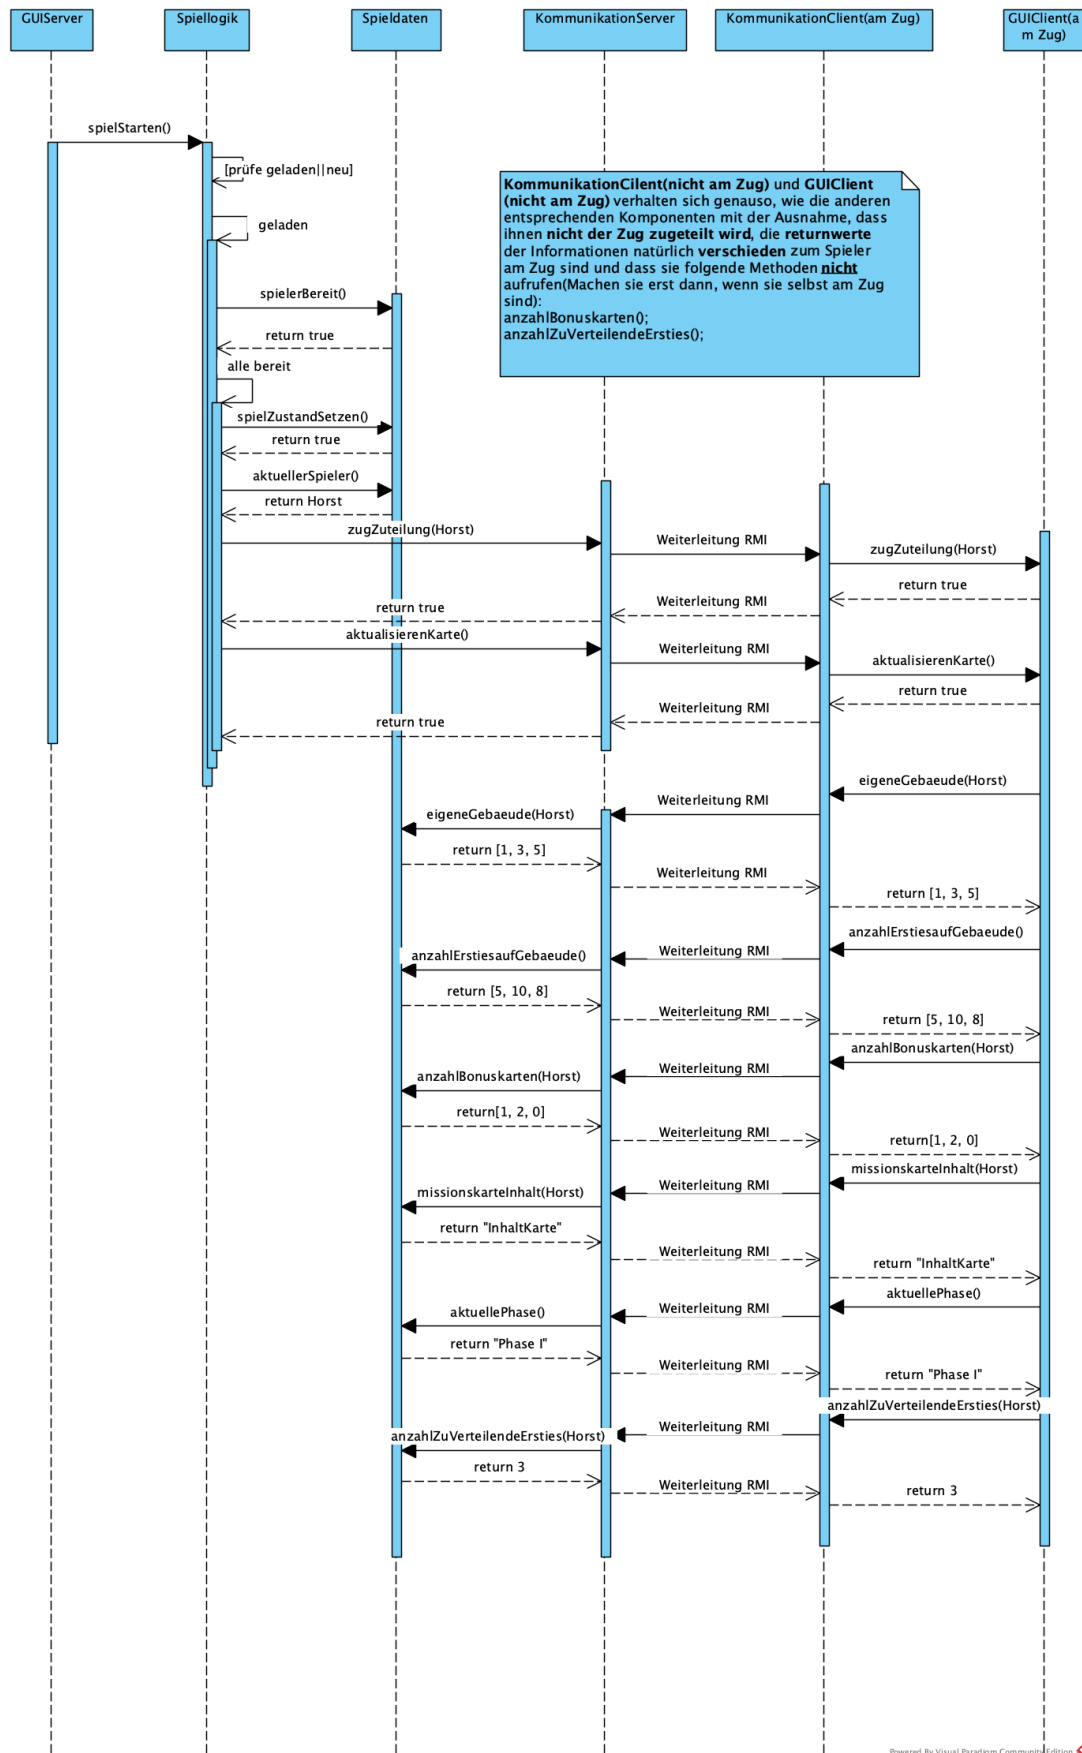 GUIServer
Spiellogik
Spieldaten
KommunikationServer
KommunikationClient(am Zug)
GUIClient(a
m Zug)
spielStarten()
[prüfe geladen||neu]
KommunikationCilent(nicht am Zug) und GUIClient
(nicht am Zug) verhalten sich genauso, wie die anderen
entsprechenden Komponenten mit der Ausnahme, dass
ihnen nicht der Zug zugeteilt wird, die returnwerte
der Informationen natürlich verschieden zum Spieler
am Zug sind und dass sie folgende Methoden nicht
aufrufen(Machen sie erst dann, wenn sie selbst am Zug
sind):
anzahlBonuskarten();
anzahlZuVerteilendeErsties();
geladen
spielerBereit()
return true
alle bereit
spielZustandSetzen()
return true
aktuellerSpieler()
return Horst
zugZuteilung(Horst)
Weiterleitung RMI
zugZuteilung(Horst)
return true
Weiterleitung RMI
return true
aktualisierenKarte()
Weiterleitung RMI
aktualisierenKarte()
return true
Weiterleitung RMI
return true
eigeneGebaeude(Horst)
Weiterleitung RMI
eigeneGebaeude(Horst)
return [1, 3, 5]
Weiterleitung RMI
return [1, 3, 5]
anzahlErstiesaufGebaeude()
Weiterleitung RMI
anzahlErstiesaufGebaeude()
return [5, 10, 8]
Weiterleitung RMI
return [5, 10, 8]
anzahlBonuskarten(Horst)
Weiterleitung RMI
anzahlBonuskarten(Horst)
return[1, 2, 0]
Weiterleitung RMI
return[1, 2, 0]
missionskarteInhalt(Horst)
Weiterleitung RMI
missionskarteInhalt(Horst)
return "InhaltKarte"
Weiterleitung RMI
return "InhaltKarte"
aktuellePhase()
Weiterleitung RMI
aktuellePhase()
return "Phase I"
Weiterleitung RMI
return "Phase I"
anzahlZuVerteilendeErsties(Horst)
Weiterleitung RMI
anzahlZuVerteilendeErsties(Horst)
return 3
Weiterleitung RMI
return 3
Powered By Visual Paradigm Community Edition